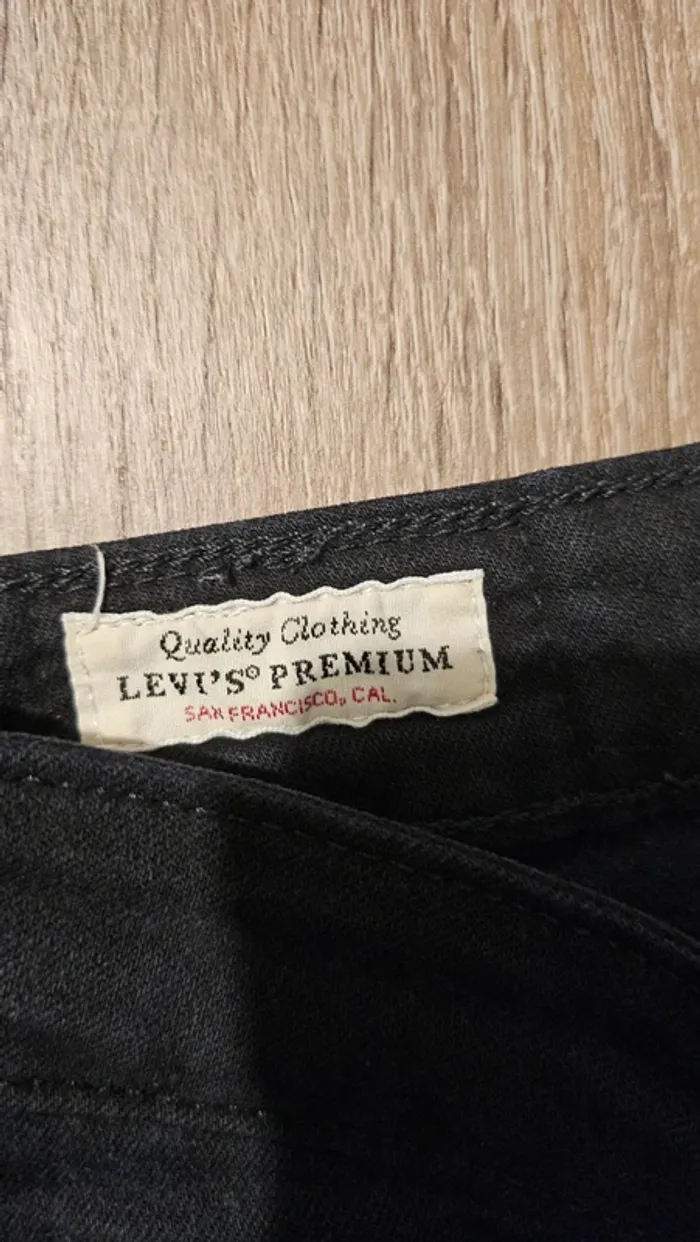 Quality Clothing
LEVI'S® PREMIUM
SAN FRANCISCO, CAL.